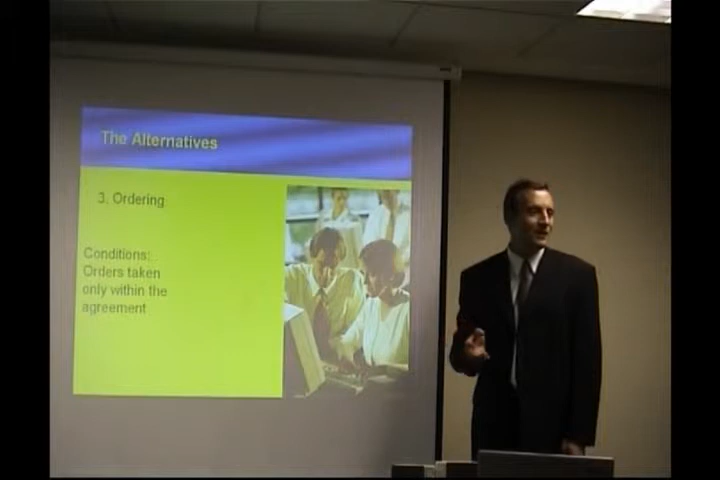 The Alternatives
3. Ordering
Conditions:
Orders taken
only within the
agreement